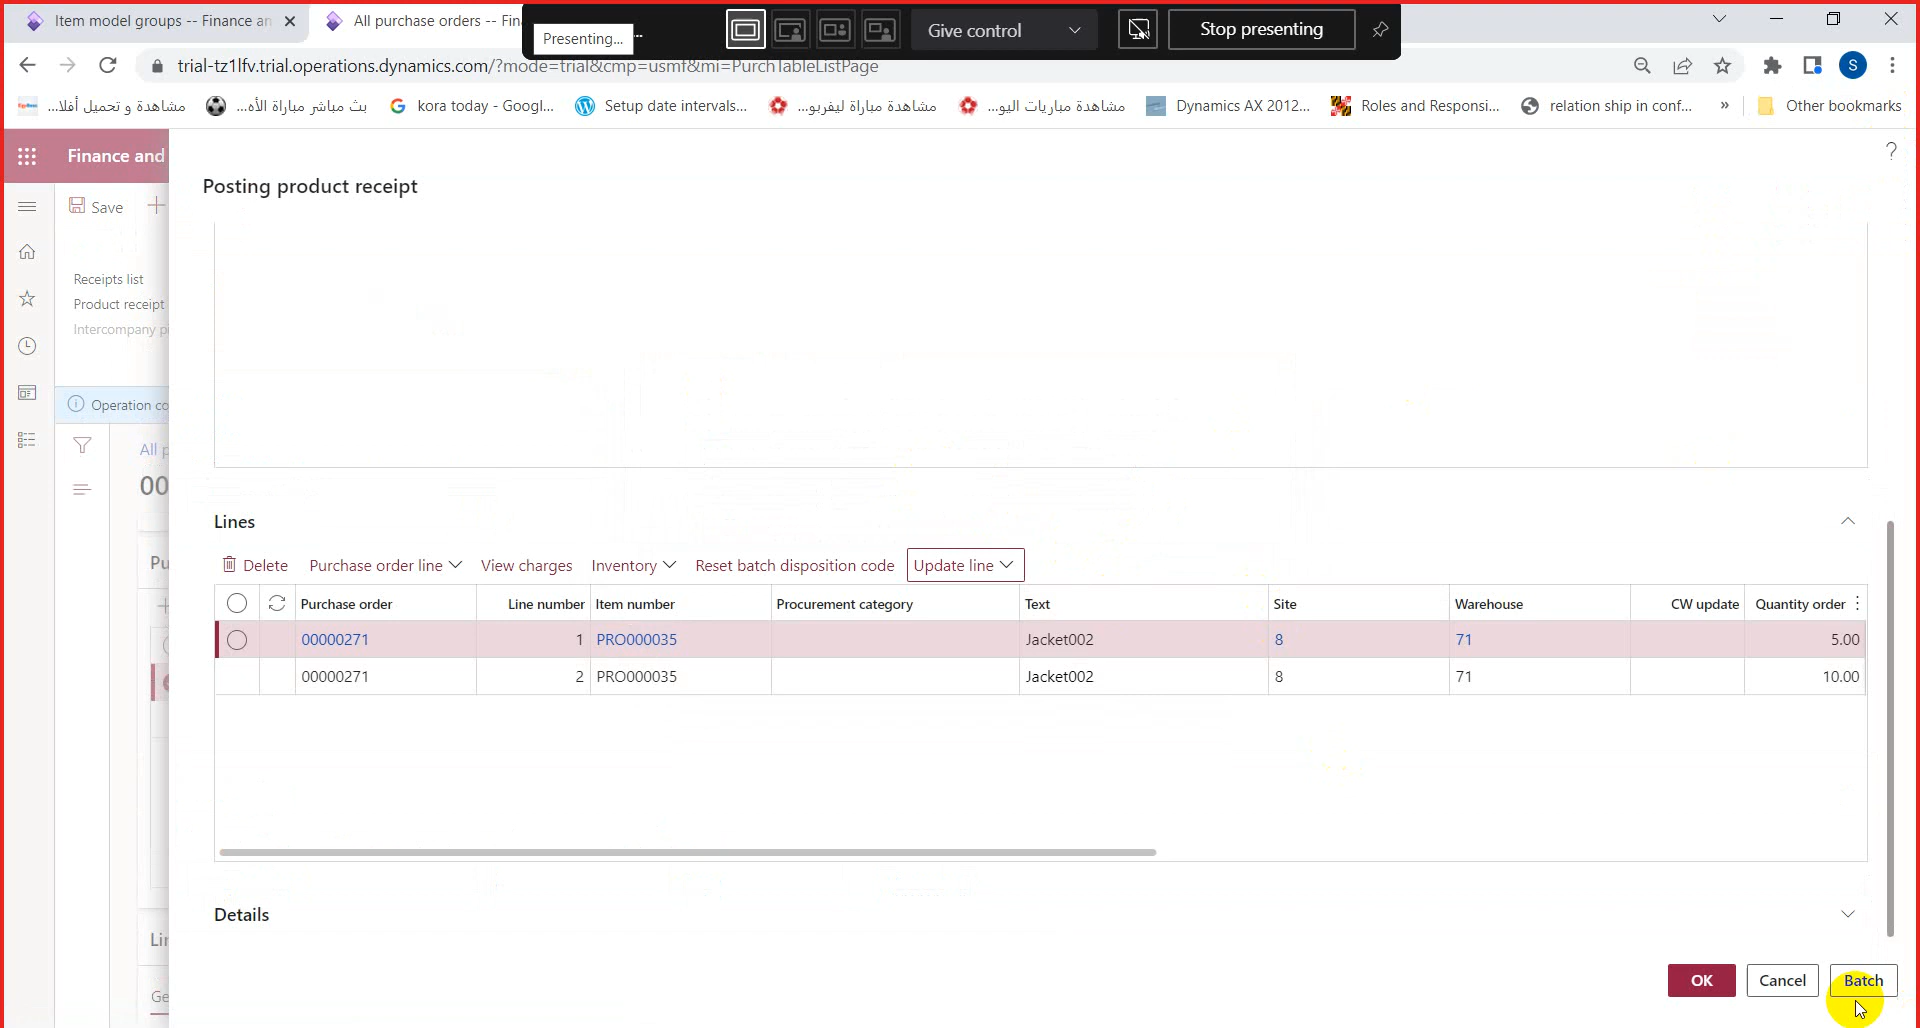 Item model groups -- Finance an
All purchase orders -- Fin
Presenting...
...
Give control
Stop presenting
trial-tz1lfv.trial.operations.dynamics.com/?mode=trial&cmp=usmf&mi=PurchTableListPage
S
مشاهدة و تحميل أفلا...
بث مباشر مباراة الأه...
kora today - Googl...
Setup date intervals...
مشاهدة مباراة ليفربو...
مشاهدة مباريات اليو...
Dynamics AX 2012...
Roles and Responsi...
relation ship in conf...
»
Other bookmarks
Finance and
?
Posting product receipt
Save
Receipts list
Product receipt
Intercompany p
Operation co
All p
00
Pu
Lin
Ge
Lines
Delete
Purchase order line
View charges
Inventory
Reset batch disposition code
Update line
Purchase order Line number Item number Procurement category Text Site Warehouse CW update Quantity order
00000271 1 PRO000035 Jacket002 8 71 5.00
00000271 2 PRO000035 Jacket002 8 71 10.00
Details
OK
Cancel
Batch